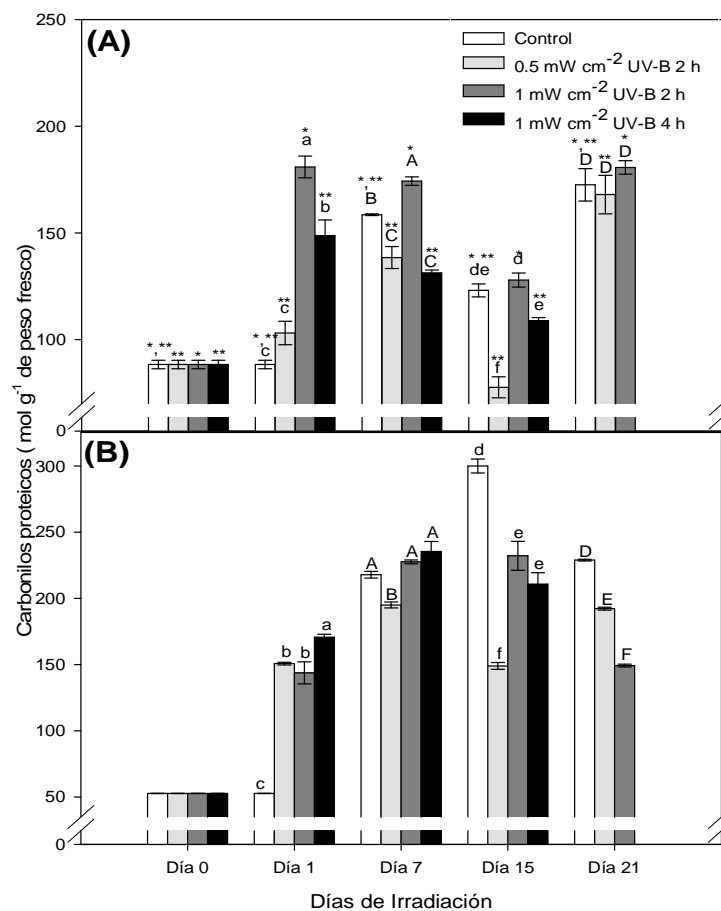 (A)
Control
0.5 mW cm-2 UV-B 2 h
1 mW cm-2 UV-B 2 h
1 mW cm-2 UV-B 4 h
250
200
150
100
0
*,** ** * **
*,** c
** c
* a
** b
*,** B
** C
* A
** C
*,** de
** f
* d
** e
*,** D
** D
* D
Carbonilos proteicos ( mol g-1 de peso fresco)
(B)
300
250
200
150
100
50
0
c b b a
A B A A
d f e e
D E F
Día 0 Día 1 Día 7 Día 15 Día 21
Días de Irradiación